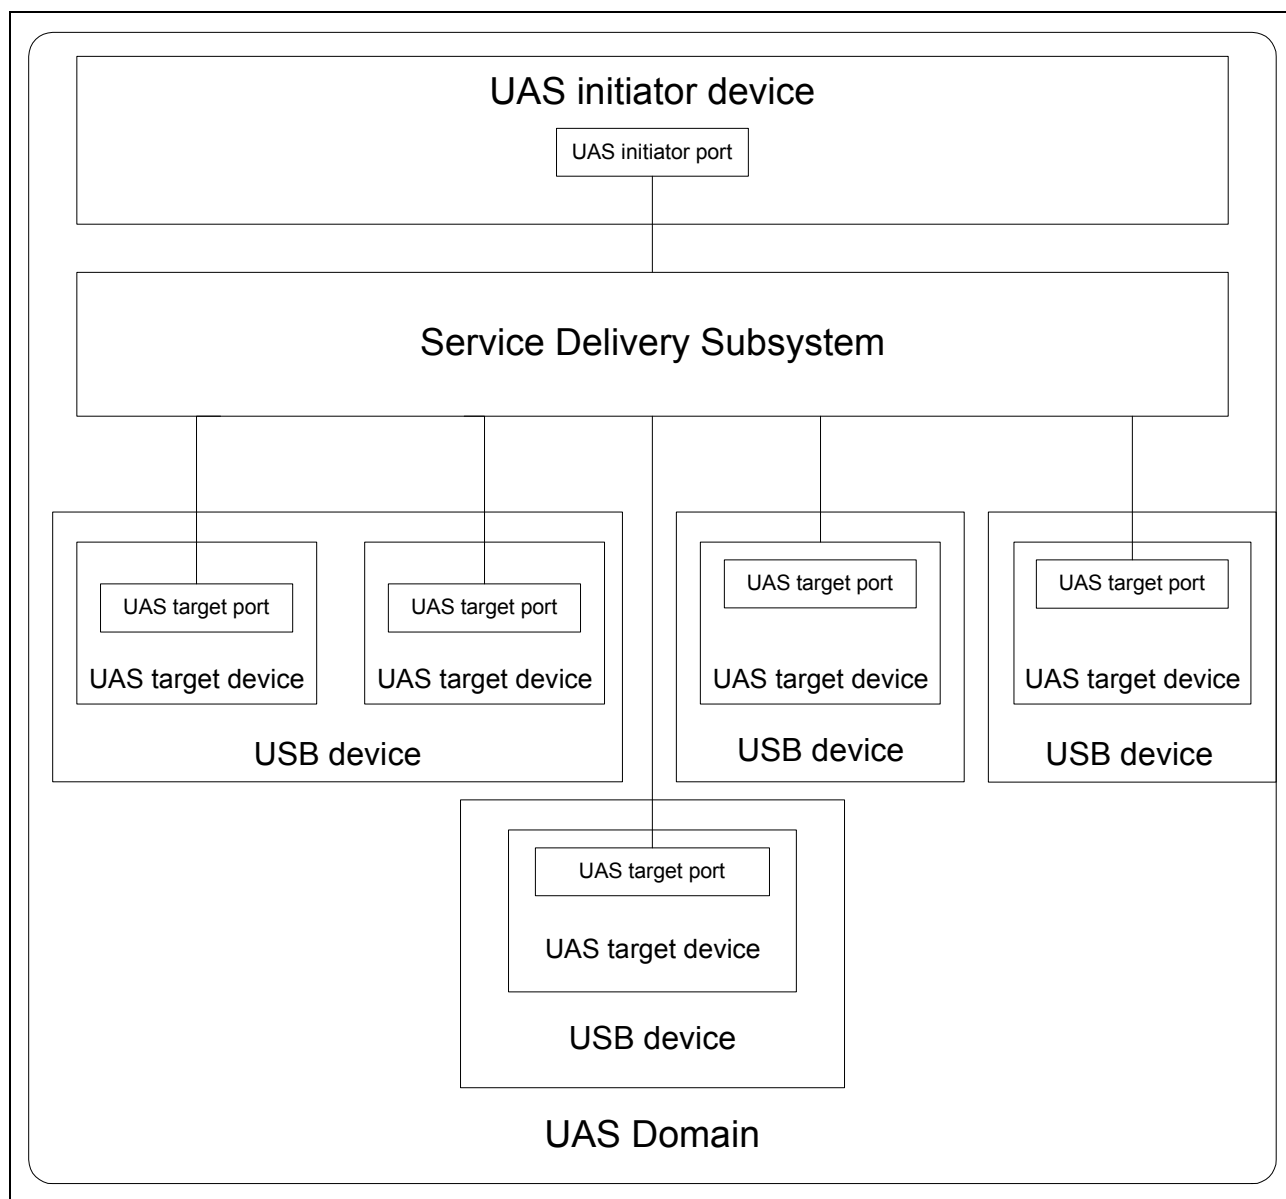 UAS initiator device
UAS initiator port
Service Delivery Subsystem
UAS target port
UAS target device
UAS target port
UAS target device
USB device
UAS target port
UAS target device
USB device
UAS target port
UAS target device
USB device
UAS target port
UAS target device
USB device
UAS Domain